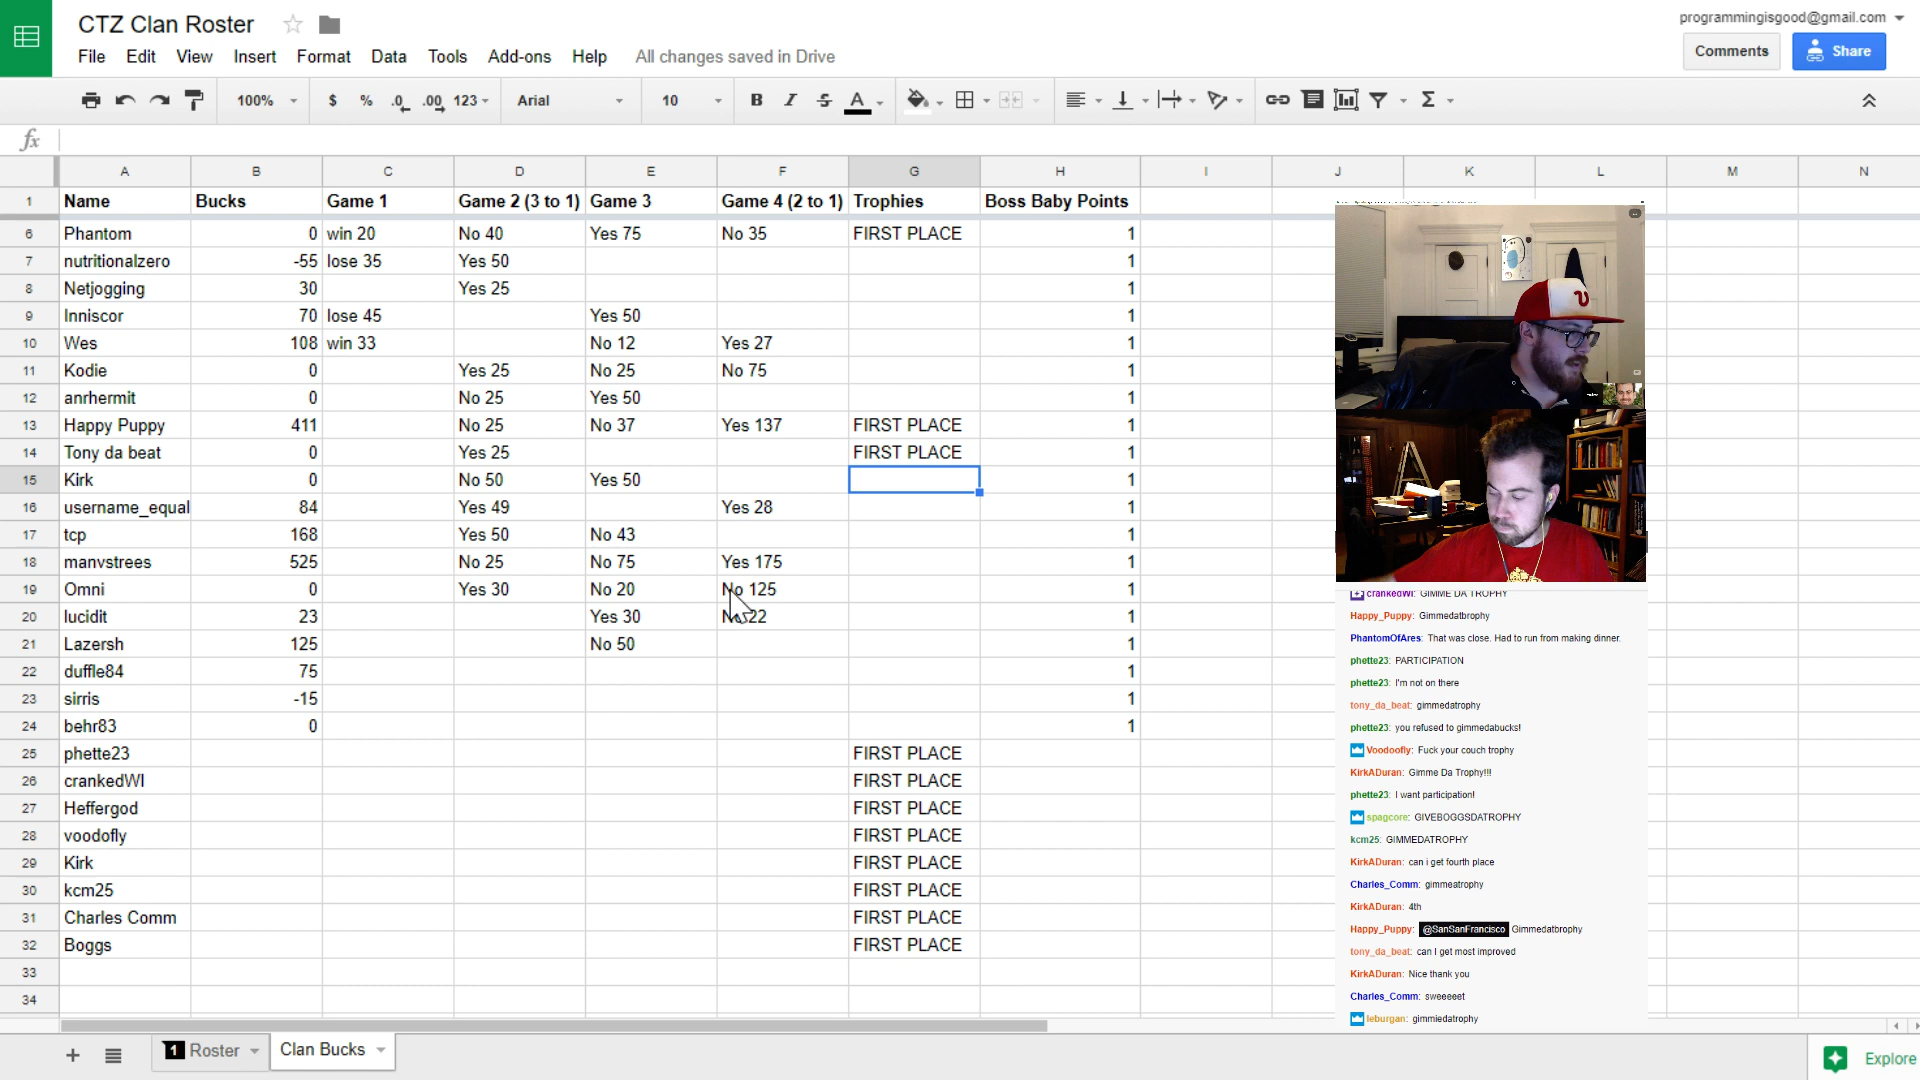 CTZ Clan Roster
programmingisgood@gmail.com
File Edit View Insert Format Data Tools Add-ons Help All changes saved in Drive
Comments Share
100% $ % .0 .00 123 Arial 10 B I S A Σ
fx
A B C D E F G H I J K L M N
1 Name Bucks Game 1 Game 2 (3 to 1) Game 3 Game 4 (2 to 1) Trophies Boss Baby Points
6 Phantom 0 win 20 No 40 Yes 75 No 35 FIRST PLACE 1
7 nutritionalzero -55 lose 35 Yes 50 1
8 Netjogging 30 Yes 25 1
9 Inniscor 70 lose 45 Yes 50 1
10 Wes 108 win 33 No 12 Yes 27 1
11 Kodie 0 Yes 25 No 25 No 75 1
12 anrhermit 0 No 25 Yes 50 1
13 Happy Puppy 411 No 25 No 37 Yes 137 FIRST PLACE 1
14 Tony da beat 0 Yes 25 FIRST PLACE 1
15 Kirk 0 No 50 Yes 50 1
16 username_equal 84 Yes 49 Yes 28 1
17 tcp 168 Yes 50 No 43 1
18 manvstrees 525 No 25 No 75 Yes 175 1
19 Omni 0 Yes 30 No 20 No 125 1
20 lucidit 23 Yes 30 No 22 1
21 Lazersh 125 No 50 1
22 duffle84 75 1
23 sirris -15 1
24 behr83 0 1
25 phette23 FIRST PLACE
26 crankedWI FIRST PLACE
27 Heffergod FIRST PLACE
28 voodofly FIRST PLACE
29 Kirk FIRST PLACE
30 kcm25 FIRST PLACE
31 Charles Comm FIRST PLACE
32 Boggs FIRST PLACE
33
34
crankedWI: GIMME DA TROPHY
Happy_Puppy: Gimmedatbrophy
PhantomOfAres: That was close. Had to run from making dinner.
phette23: PARTICIPATION
phette23: I'm not on there
tony_da_beat: gimmedatrophy
phette23: you refused to gimmedabucks!
Voodoofly: Fuck your couch trophy
KirkADuran: Gimme Da Trophy!!!
phette23: I want participation!
spagcore: GIVEBOGGSDATROPHY
kcm25: GIMMEDATROPHY
KirkADuran: can i get fourth place
Charles_Comm: gimmeatrophy
KirkADuran: 4th
Happy_Puppy: @SanSanFrancisco Gimmedatbrophy
tony_da_beat: can I get most improved
KirkADuran: Nice thank you
Charles_Comm: sweeeeet
leburgan: gimmiedatrophy
1 Roster Clan Bucks Explore